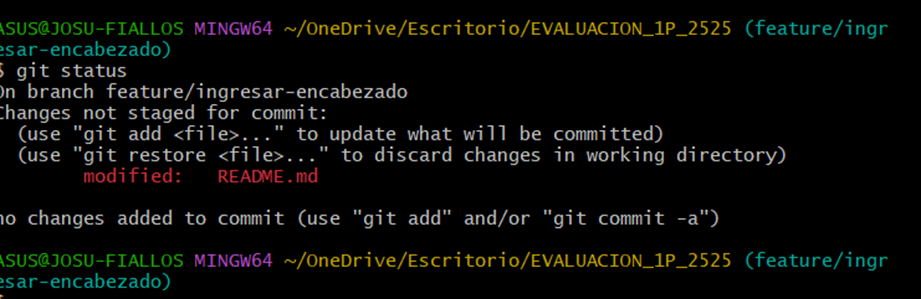 ASUS@JOSU-FIALLOS MINGW64 ~/OneDrive/Escritorio/EVALUACION_1P_2525 (feature/ingr
esar-encabezado)
$ git status
On branch feature/ingresar-encabezado
Changes not staged for commit:
  (use "git add <file>..." to update what will be committed)
  (use "git restore <file>..." to discard changes in working directory)
        modified:   README.md
no changes added to commit (use "git add" and/or "git commit -a")
ASUS@JOSU-FIALLOS MINGW64 ~/OneDrive/Escritorio/EVALUACION_1P_2525 (feature/ingr
esar-encabezado)